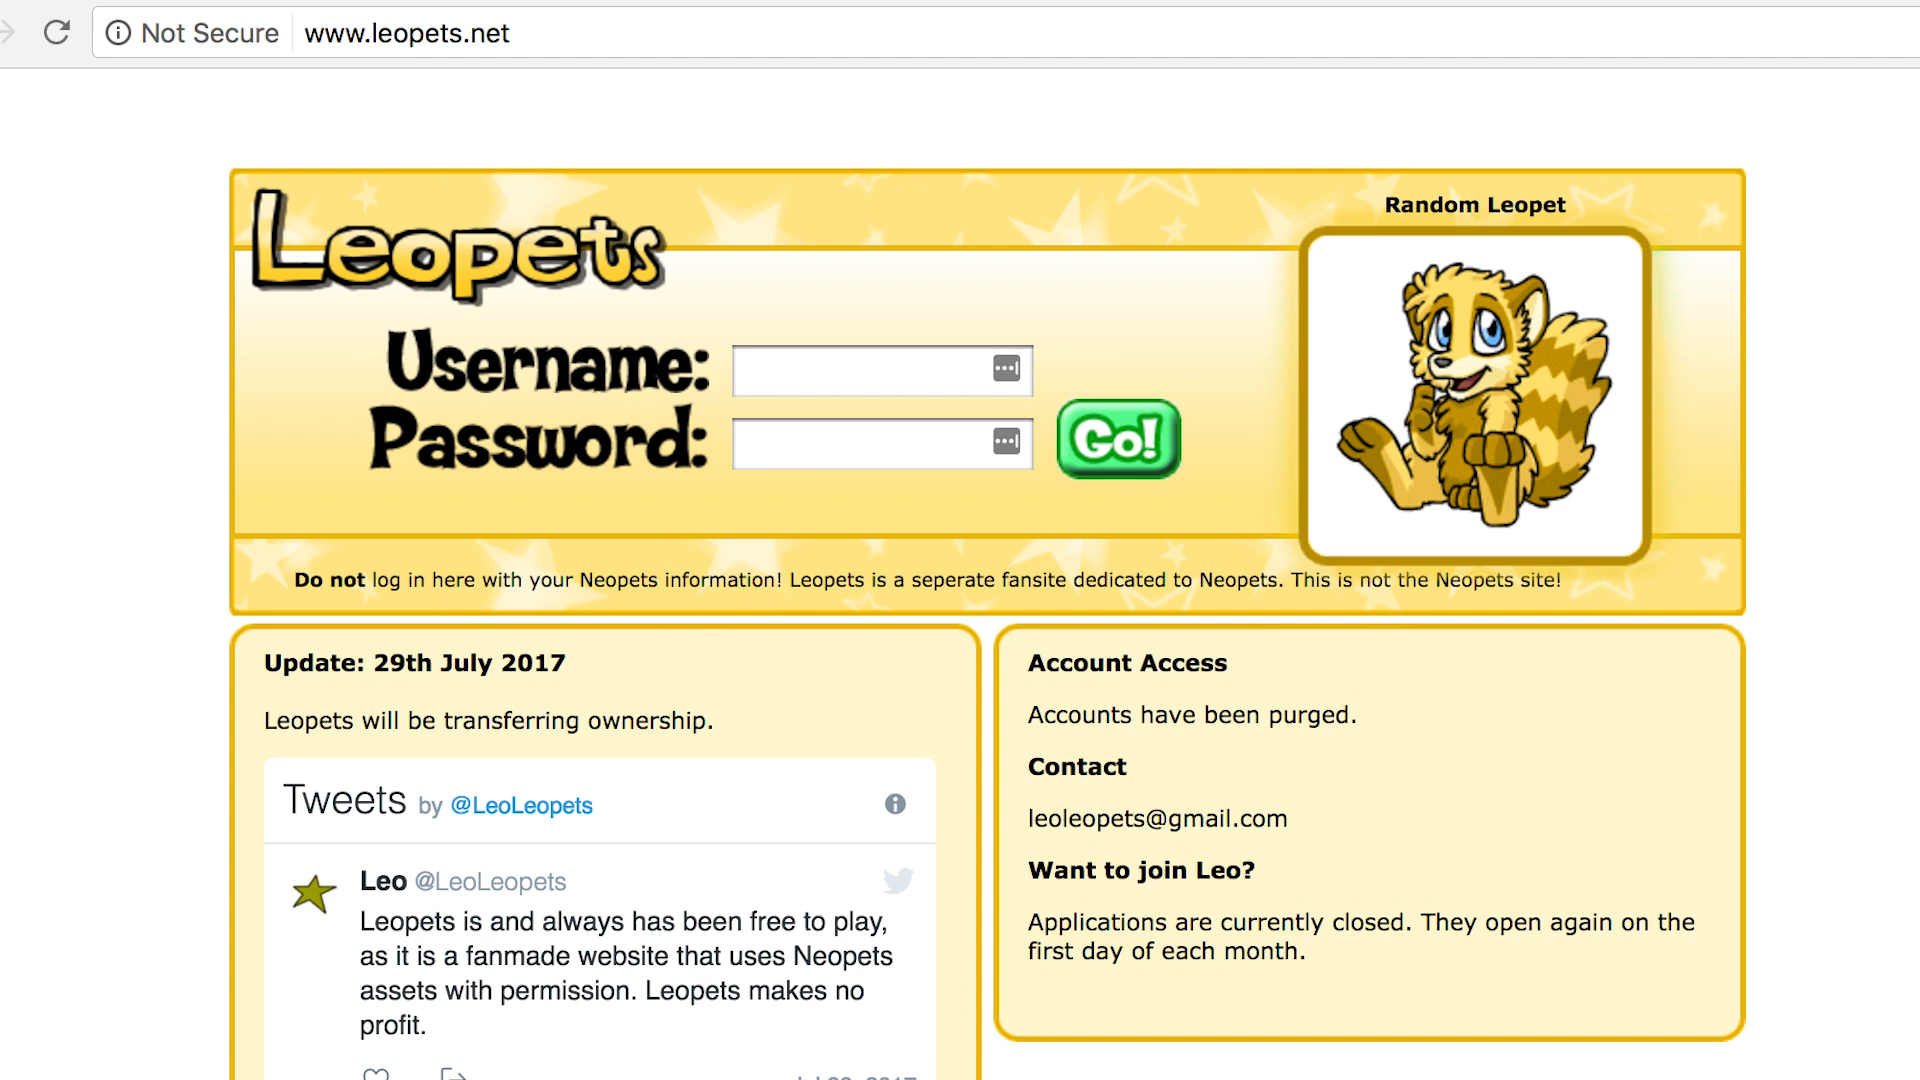 Not Secure www.leopets.net
Leopets
Random Leopet
Username:
Password:
Go!
Do not log in here with your Neopets information! Leopets is a seperate fansite dedicated to Neopets. This is not the Neopets site!
Update: 29th July 2017
Leopets will be transferring ownership.
Tweets by @LeoLeopets
Leo @LeoLeopets
Leopets is and always has been free to play,
as it is a fanmade website that uses Neopets
assets with permission. Leopets makes no
profit.
Account Access
Accounts have been purged.
Contact
leoleopets@gmail.com
Want to join Leo?
Applications are currently closed. They open again on the
first day of each month.